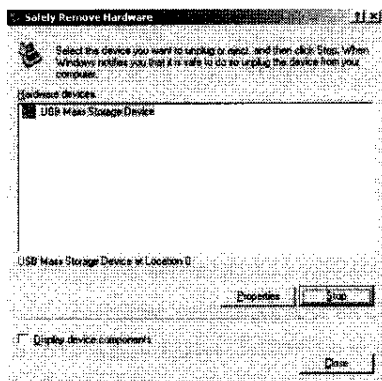 Safely Remove Hardware
Select the device you want to unplug or eject, and then click Stop. When
Windows notifies you that it is safe to do so unplug the device from your
computer.
Hardware devices
USB Mass Storage Device
USB Mass Storage Device at Location 0
Properties
Stop
Display device components
Close